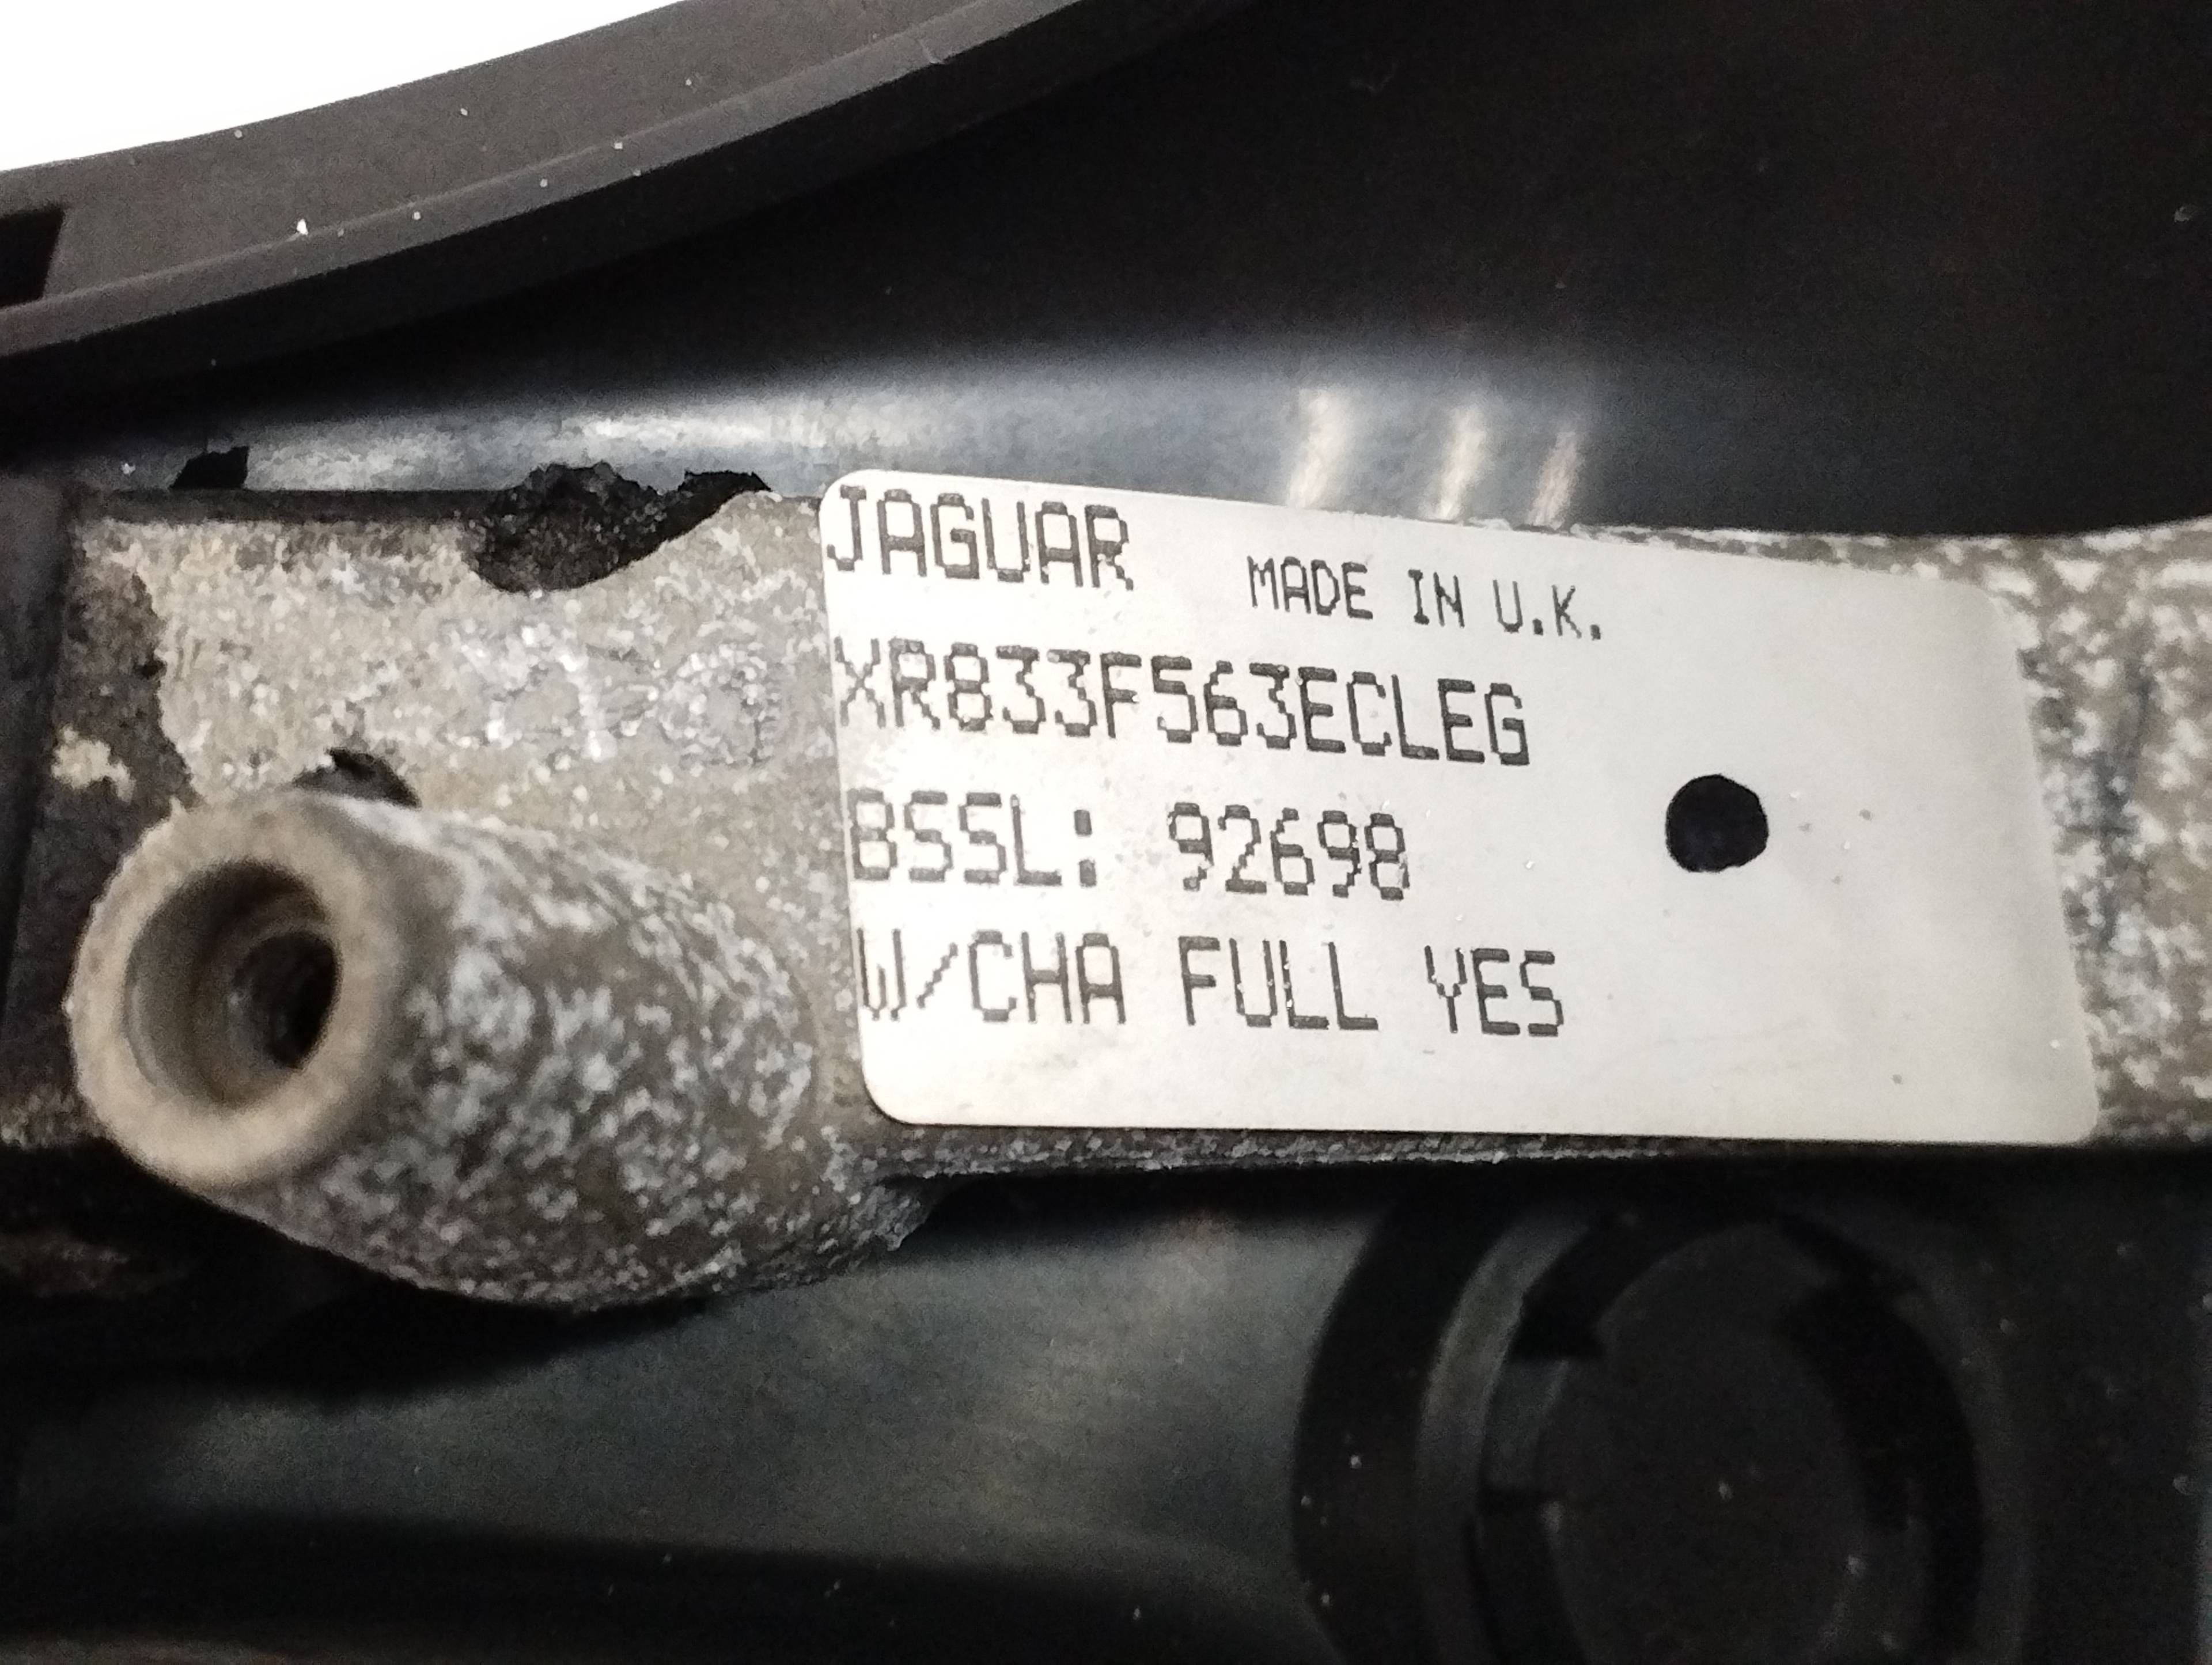 JAGUAR MADE IN U.K.
XR833F563ECLEG
BSSL: 92698
W/CHA FULL YES